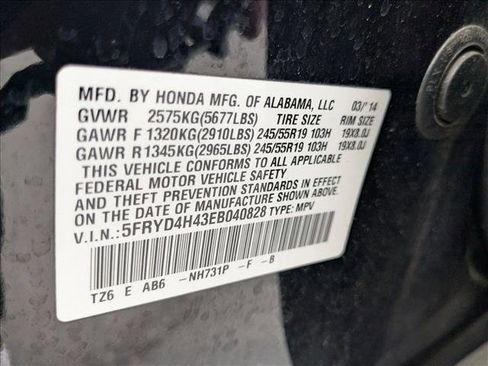 MFD. BY HONDA MFG. OF ALABAMA, LLC 03/'14
GVWR 2575KG(5677LBS) TIRE SIZE RIM SIZE
GAWR F 1320KG(2910LBS) 245/55R19 103H 19X8.0J
GAWR R 1345KG(2965LBS) 245/55R19 103H 19X8.0J
THIS VEHICLE CONFORMS TO ALL APPLICABLE
FEDERAL MOTOR VEHICLE SAFETY
AND THEFT PREVENTION STANDARDS IN EFFECT
ON THE DATE OF MANUFACTURE SHOWN ABOVE.
V.I.N.:5FRYD4H43EB040828 TYPE: MPV
TZ6 E AB6 -NH731P -F -B